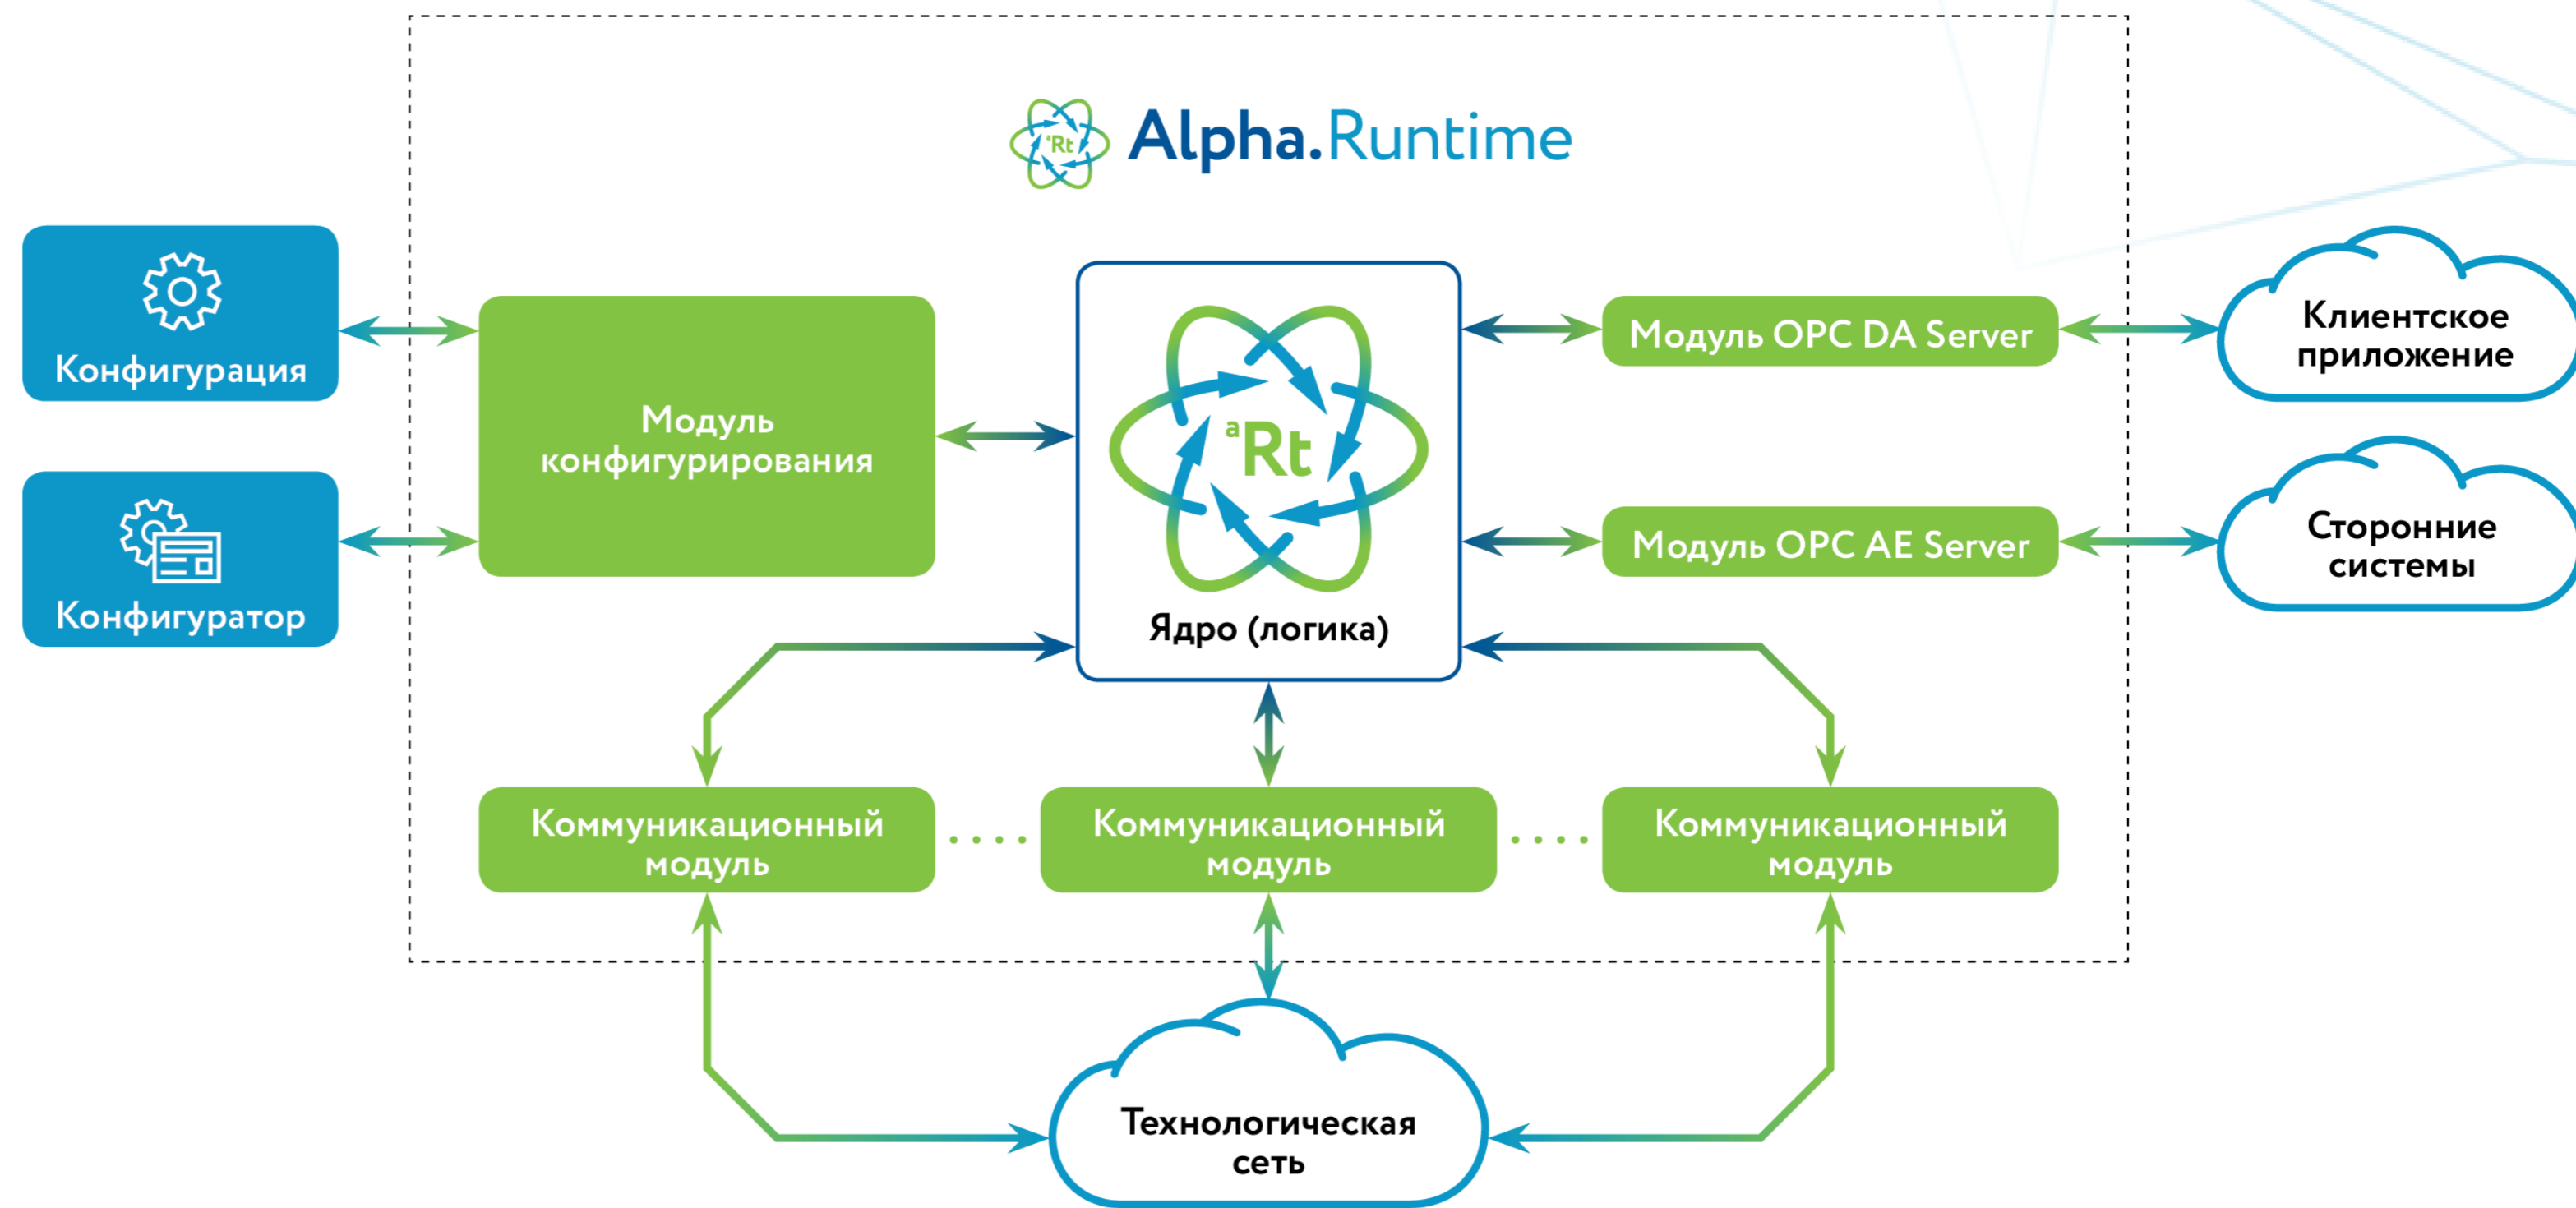 ᵃRt
Alpha.Runtime
Конфигурация
Конфигуратор
Модуль
конфигурирования
ᵃRt
Ядро (логика)
Модуль OPC DA Server
Модуль OPC AE Server
Клиентское
приложение
Сторонние
системы
Коммуникационный
модуль
Коммуникационный
модуль
Коммуникационный
модуль
Технологическая
сеть